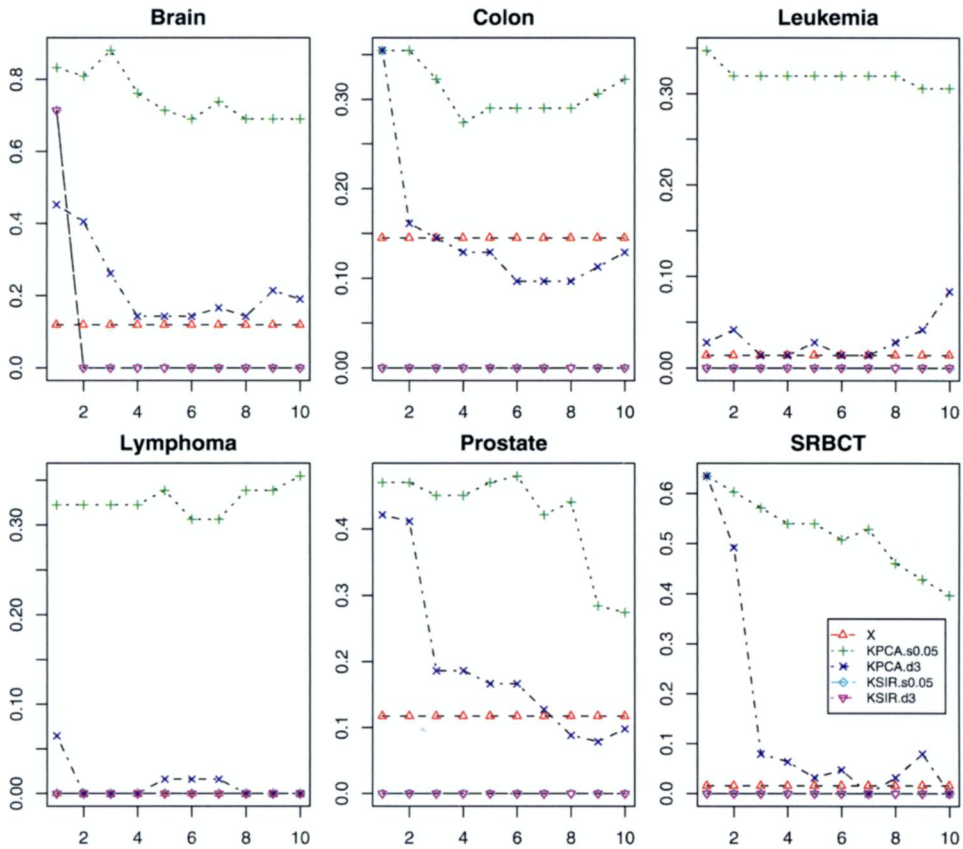 Brain
0.0 0.2 0.4 0.6 0.8
2 4 6 8 10
Colon
0.00 0.10 0.20 0.30
2 4 6 8 10
Leukemia
0.00 0.10 0.20 0.30
2 4 6 8 10
Lymphoma
0.00 0.10 0.20 0.30
2 4 6 8 10
Prostate
0.0 0.1 0.2 0.3 0.4
2 4 6 8 10
SRBCT
0.0 0.1 0.2 0.3 0.4 0.5 0.6
2 4 6 8 10
X
KPCA.s0.05
KPCA.d3
KSIR.s0.05
KSIR.d3